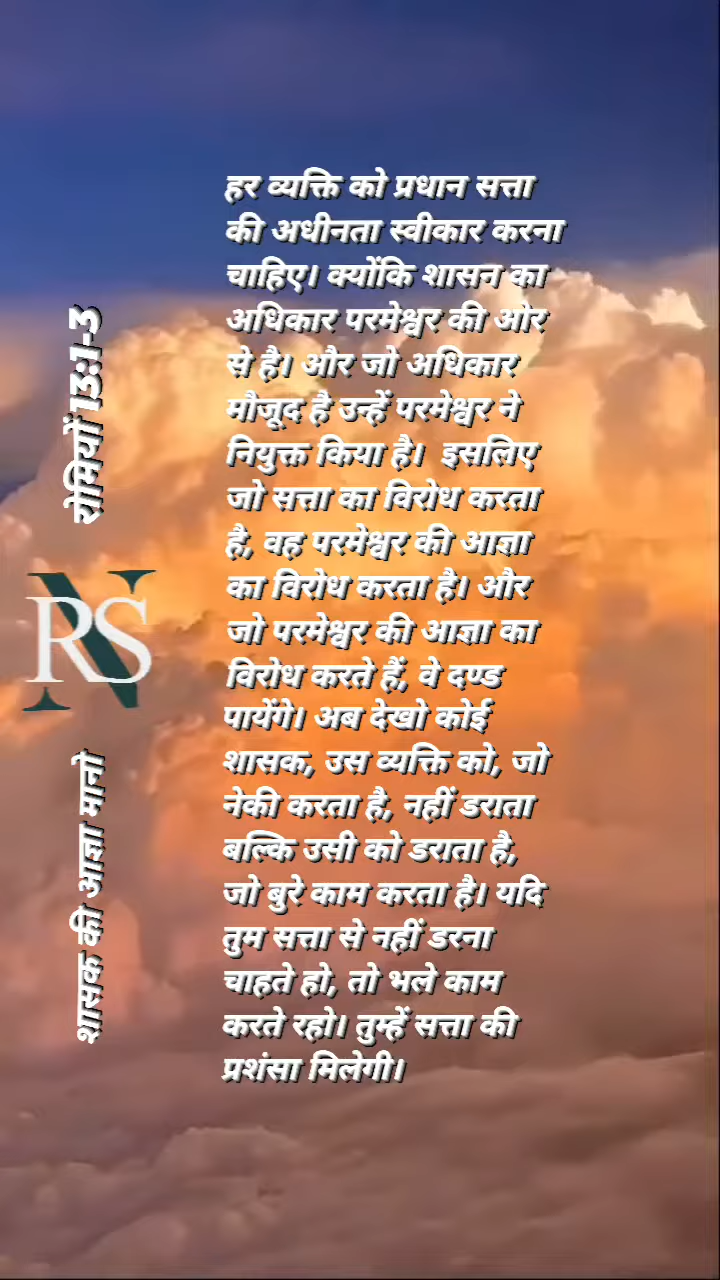 हर व्यक्ति को प्रधान सत्ता
की अधीनता स्वीकार करना
चाहिए। क्योंकि शासन का
अधिकार परमेश्वर की ओर
से है। और जो अधिकार
मौजूद है उन्हें परमेश्वर ने
नियुक्त किया है। इसलिए
जो सत्ता का विरोध करता
है, वह परमेश्वर की आज्ञा
का विरोध करता है। और
जो परमेश्वर की आज्ञा का
विरोध करते हैं, वे दण्ड
पायेंगे। अब देखो कोई
शासक, उस व्यक्ति को, जो
नेकी करता है, नहीं डराता
बल्कि उसी को डराता है,
जो बुरे काम करता है। यदि
तुम सत्ता से नहीं डरना
चाहते हो, तो भले काम
करते रहो। तुम्हें सत्ता की
प्रशंसा मिलेगी।
रोमियों 13:1-3
RNS
शासक की आज्ञा मानो